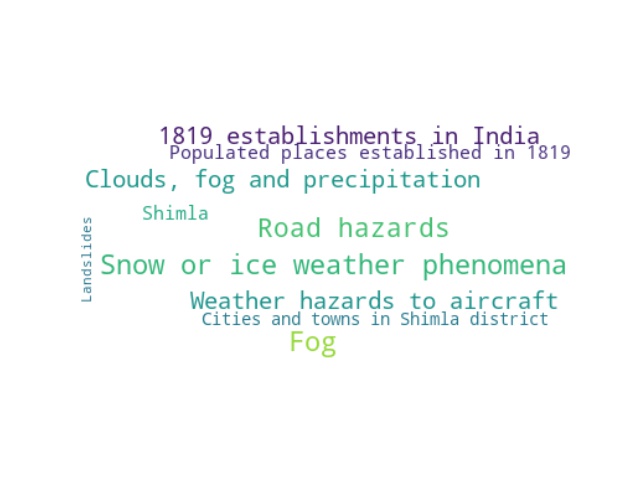 1819 establishments in India
Populated places established in 1819
Clouds, fog and precipitation
Shimla
Road hazards
Landslides
Snow or ice weather phenomena
Weather hazards to aircraft
Cities and towns in Shimla district
Fog